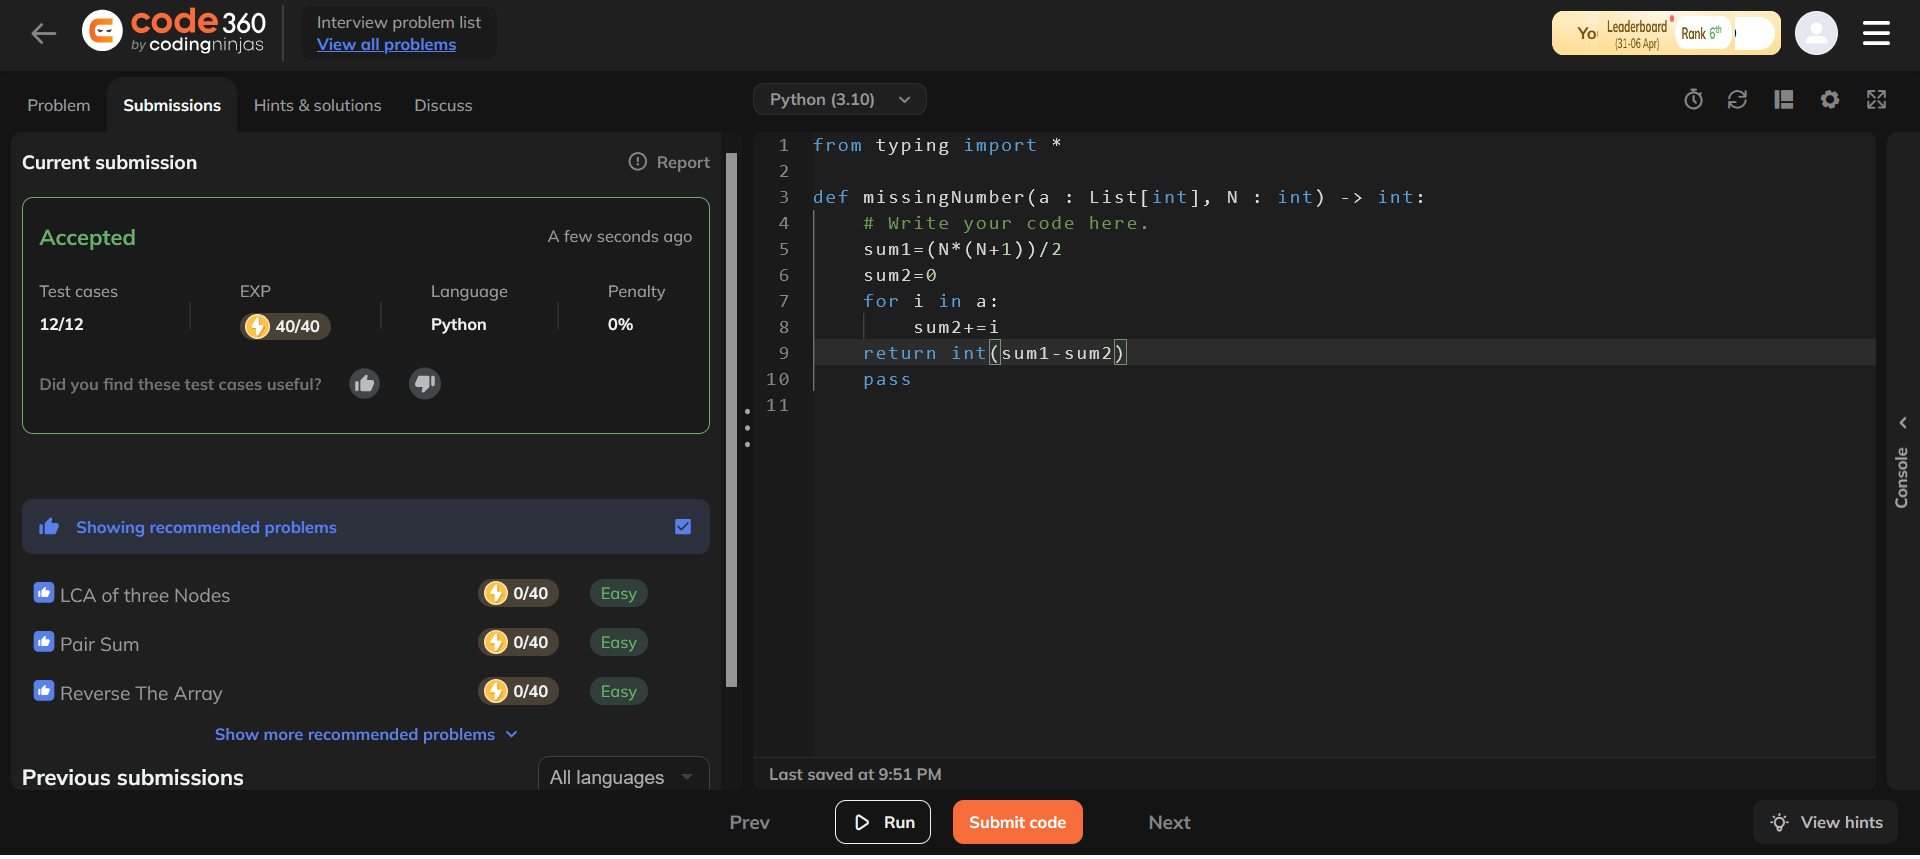 code 360
by codingninjas
Interview problem list
View all problems
Leaderboard
(31-06 Apr)
Rank 6th
Problem
Submissions
Hints & solutions
Discuss
Current submission
Report
Accepted
A few seconds ago
Test cases
EXP
Language
Penalty
12/12
40/40
Python
0%
Did you find these test cases useful?
Showing recommended problems
LCA of three Nodes
0/40
Easy
Pair Sum
0/40
Easy
Reverse The Array
0/40
Easy
Show more recommended problems
Previous submissions
All languages
Python (3.10)
1 from typing import *
2
3 def missingNumber(a : List[int], N : int) -> int:
4     # Write your code here.
5     sum1=(N*(N+1))/2
6     sum2=0
7     for i in a:
8         sum2+=i
9     return int(sum1-sum2)
10     pass
11
Last saved at 9:51 PM
Console
Prev
Run
Submit code
Next
View hints